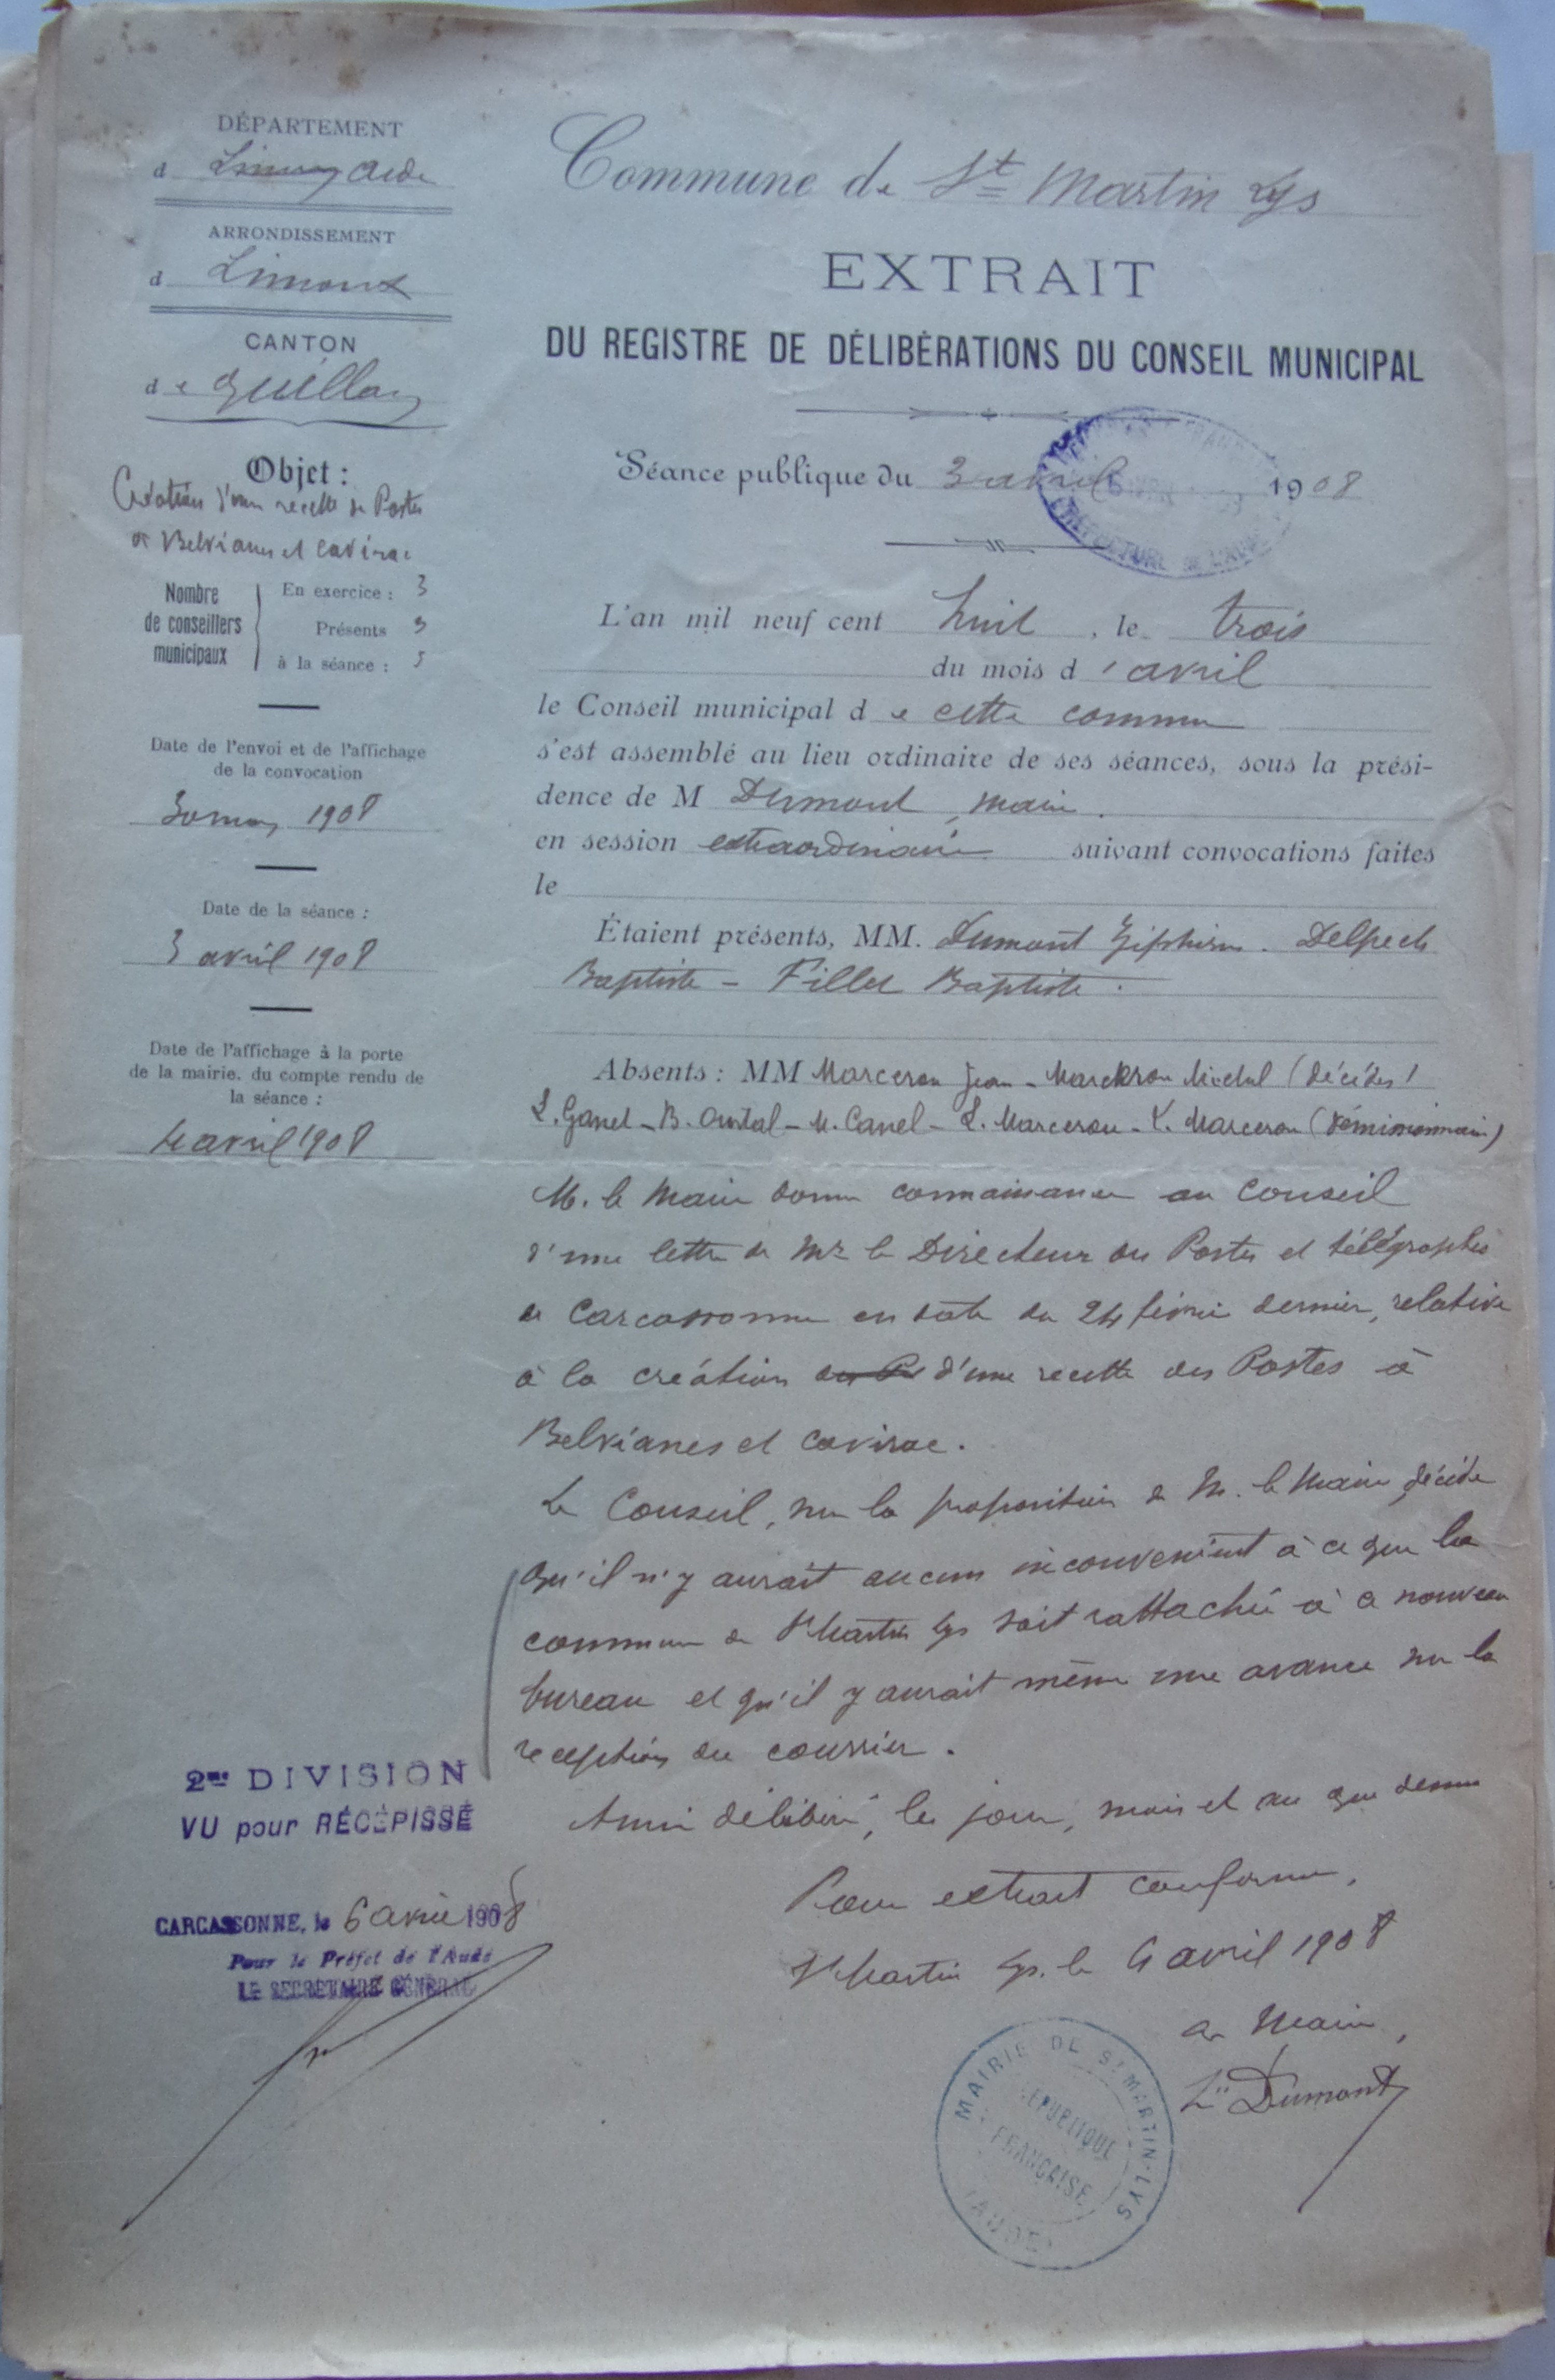 DÉPARTEMENT
d Aude
ARRONDISSEMENT
d Limoux
CANTON
de Quillan
Objet :
Création d'une recette de Postes
à Belvianes et Cavirac
Nombre de conseillers municipaux
En exercice : 3
Présents 3
à la séance :
Date de l'envoi et de l'affichage
de la convocation
30 mars 1908
Date de la séance :
3 avril 1908
Date de l'affichage à la porte
de la mairie, du compte rendu de
la séance :
4 avril 1908
2me DIVISION
VU pour RÉCÉPISSÉ
CARCASSONNE, le 6 avril 1908
Pour le Préfet de l'Aude
LE SECRÉTAIRE GÉNÉRAL
Commune de St Martin Lys
EXTRAIT
DU REGISTRE DE DÉLIBÉRATIONS DU CONSEIL MUNICIPAL
Séance publique du 3 avril 1908
PRÉFECTURE DE L'AUDE
L'an mil neuf cent huit, le trois
du mois d'avril
le Conseil municipal de cette commune
s'est assemblé au lieu ordinaire de ses séances, sous la prési-
dence de M Dumont, maire.
en session extraordinaire suivant convocations faites
le
Étaient présents, MM. Dumont Delpech
Baptiste - Fillol Baptiste.
Absents : MM Marceron Jean - Marceron Michel (décédés)
L. Ganel - B. Oustal - M. Canel - L. Marcerou - Y. Marcerou (démissionnaires)
M. le Maire donne connaissance au Conseil
d'une lettre de Mr le Directeur des Postes et télégraphes
de Carcassonne en date du 24 février dernier, relative
à la création d'une recette des Postes à
Belvianes et Cavirac.
Le Conseil, sur la proposition de M. le Maire, décide
qu'il n'y aurait aucun inconvenient à ce que la
commune de St Martin Lys soit rattachée à ce nouveau
bureau et qu'il y aurait même une avance sur la
reception du courrier.
Ainsi délibéré, les jour, mois et an que dessus
Pour extrait conforme,
St Martin Lys. le 4 avril 1908
Le Maire,
Dumont
MAIRIE DE ST MARTIN-LYS
RÉPUBLIQUE
FRANÇAISE
(AUDE)